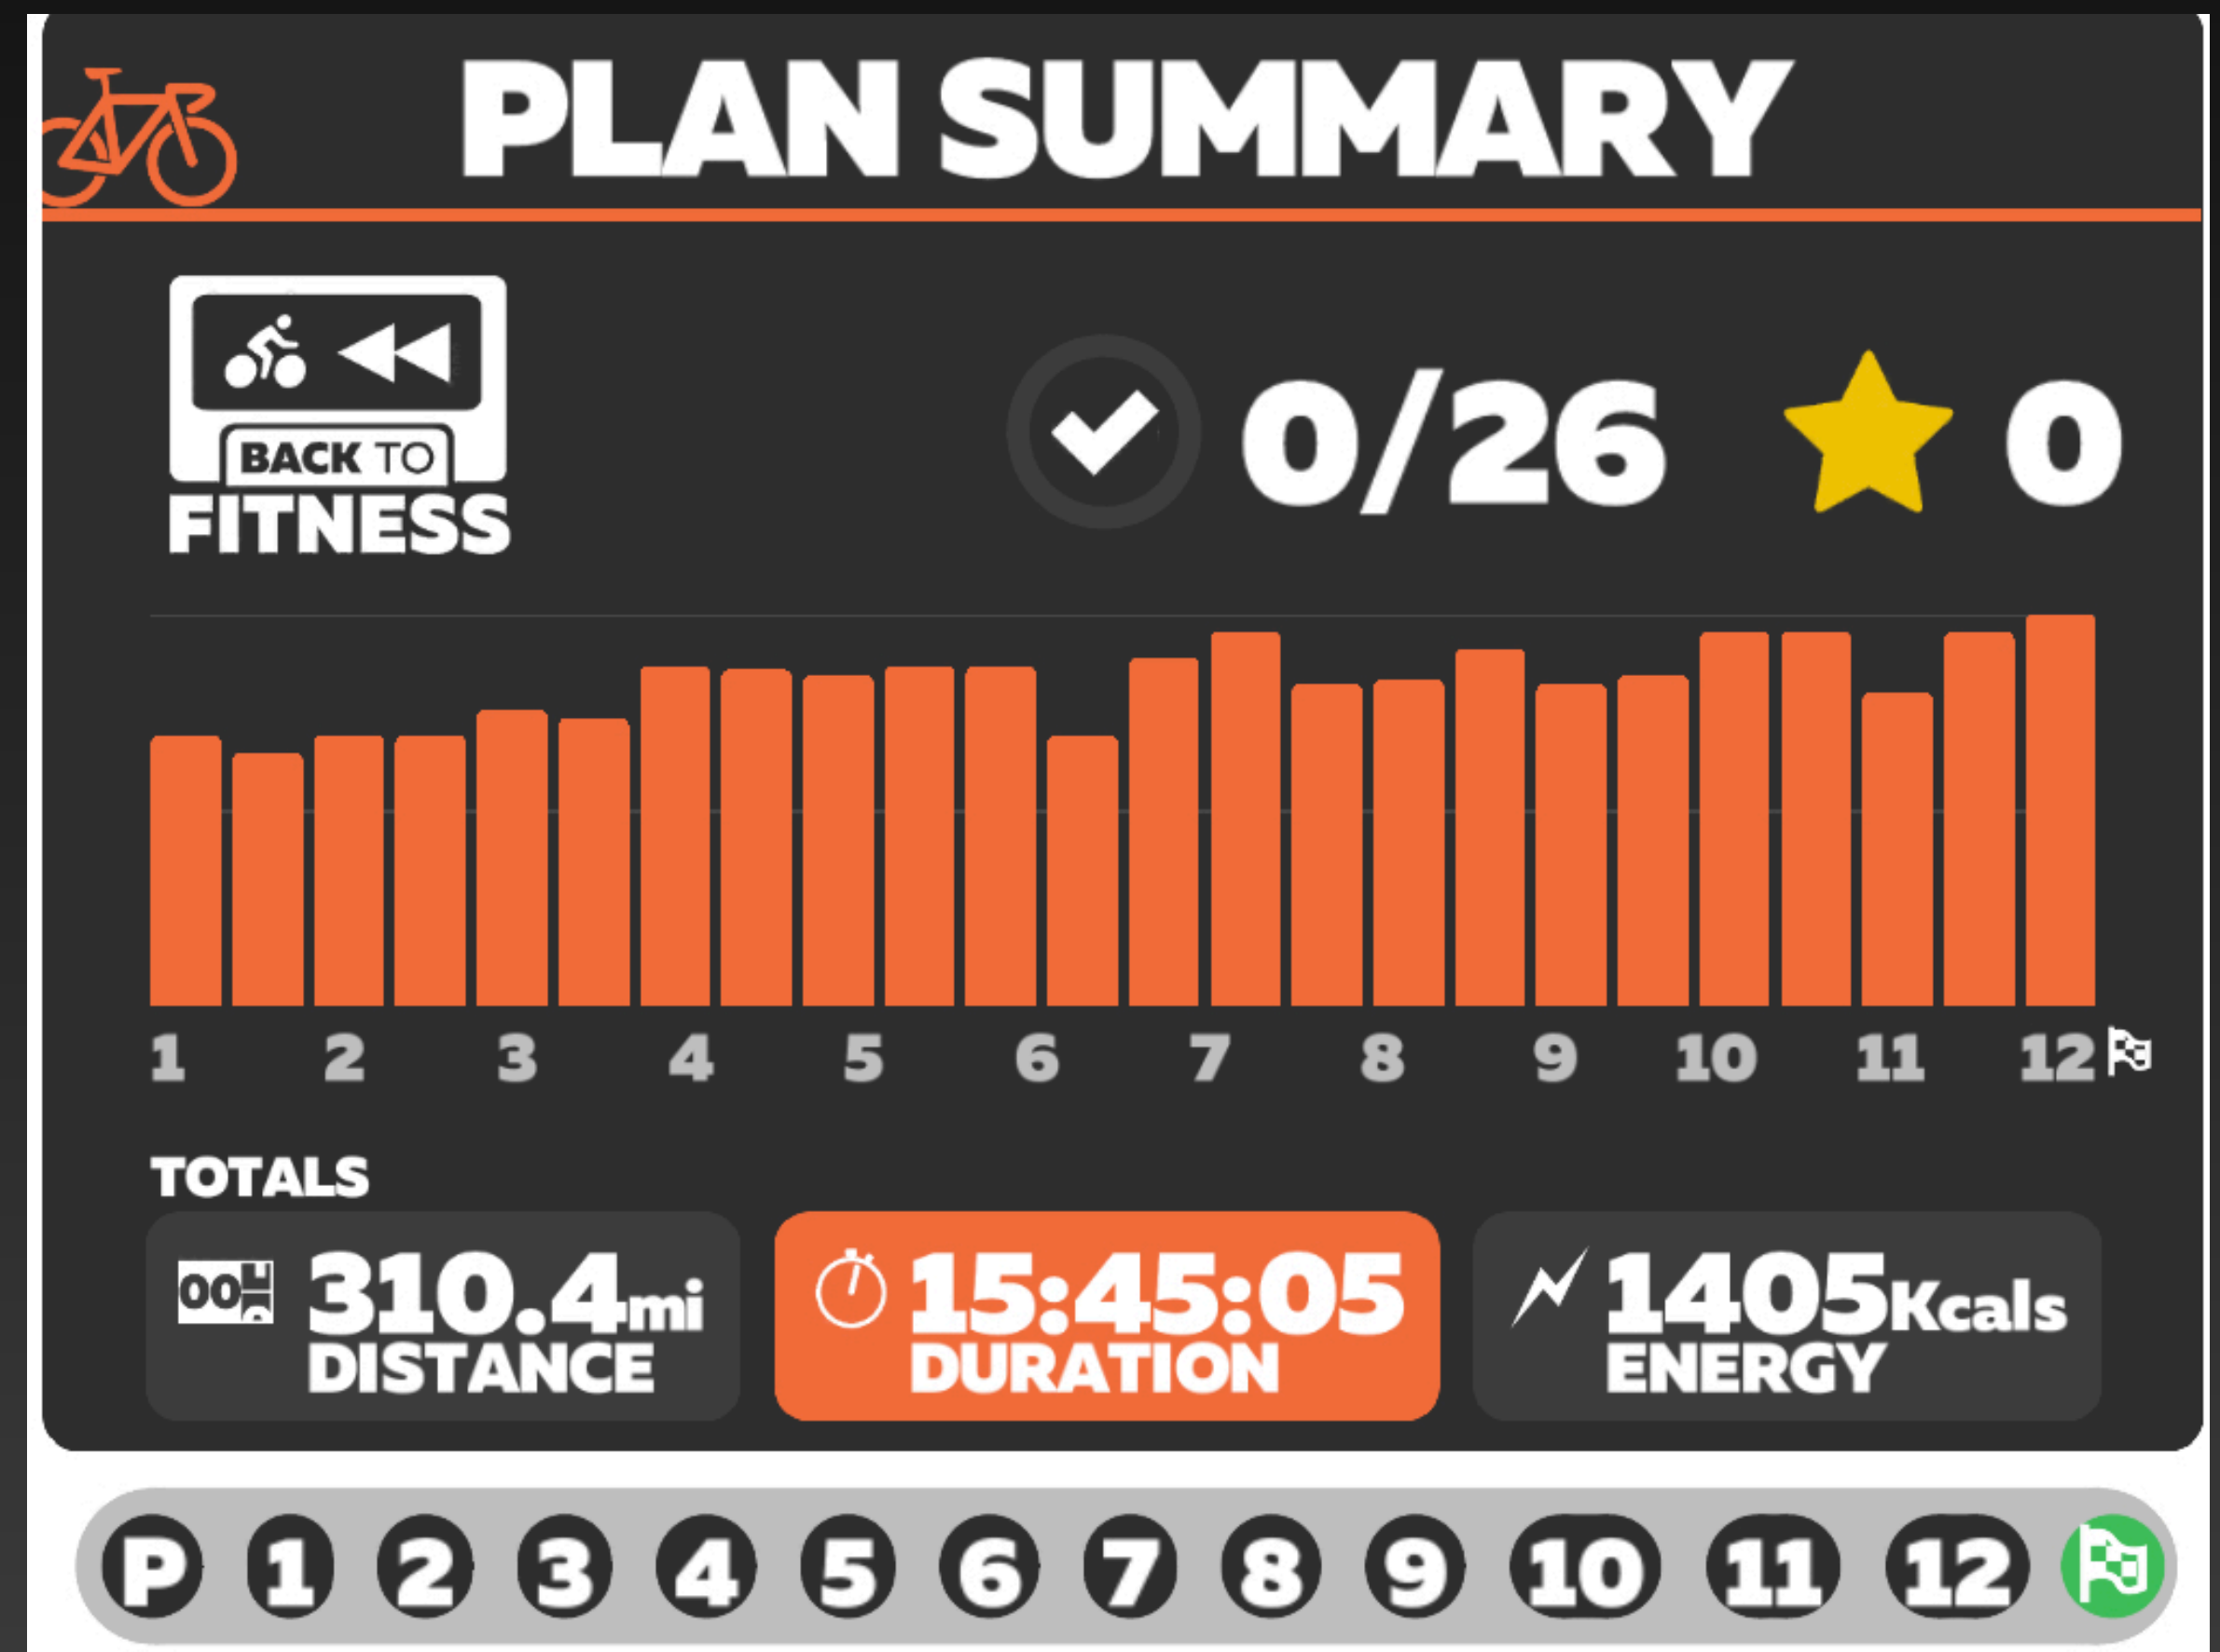 PLAN SUMMARY
BACK TO
FITNESS
0/26 0
1 2 3 4 5 6 7 8 9 10 11 12
TOTALS
310.4mi 15:45:05 1405Kcals
DISTANCE DURATION ENERGY
P 1 2 3 4 5 6 7 8 9 10 11 12